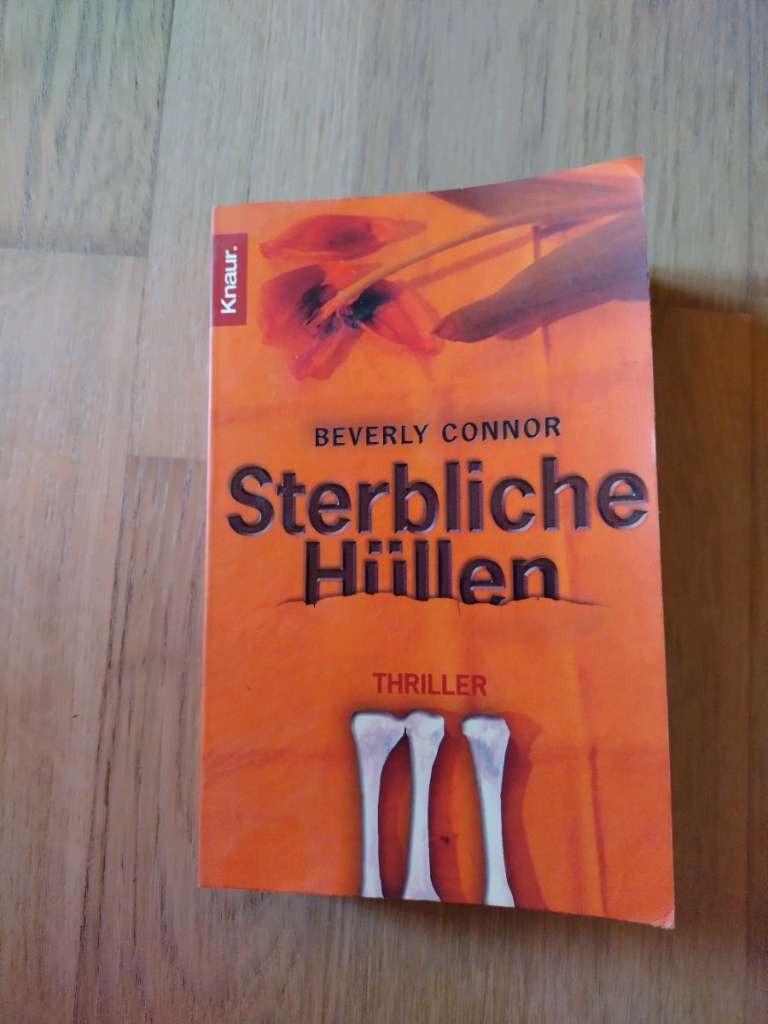 Knaur.
BEVERLY CONNOR
Sterbliche
Hüllen
THRILLER